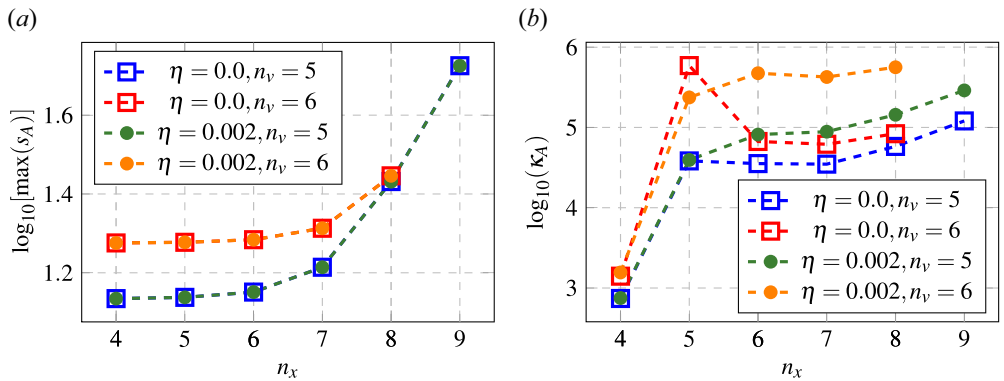 (a)
log10[max(sA)]
1.6
1.4
1.2
η = 0.0, nv = 5
η = 0.0, nv = 6
η = 0.002, nv = 5
η = 0.002, nv = 6
4 5 6 7 8 9
nx
(b)
log10(κA)
6
5
4
3
η = 0.0, nv = 5
η = 0.0, nv = 6
η = 0.002, nv = 5
η = 0.002, nv = 6
4 5 6 7 8 9
nx